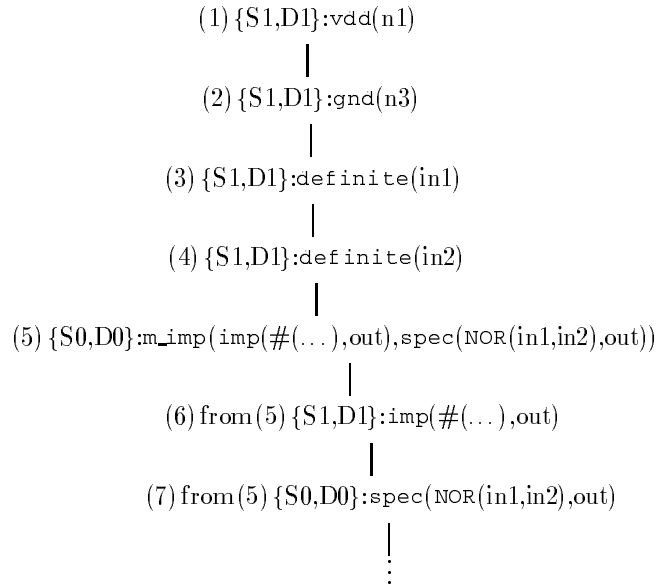 (1) {S1,D1}:vdd(n1)
(2) {S1,D1}:gnd(n3)
(3) {S1,D1}:definite(in1)
(4) {S1,D1}:definite(in2)
(5) {S0,D0}:m_imp(imp(#(...),out),spec(NOR(in1,in2),out))
(6) from (5) {S1,D1}:imp(#(...),out)
(7) from (5) {S0,D0}:spec(NOR(in1,in2),out)